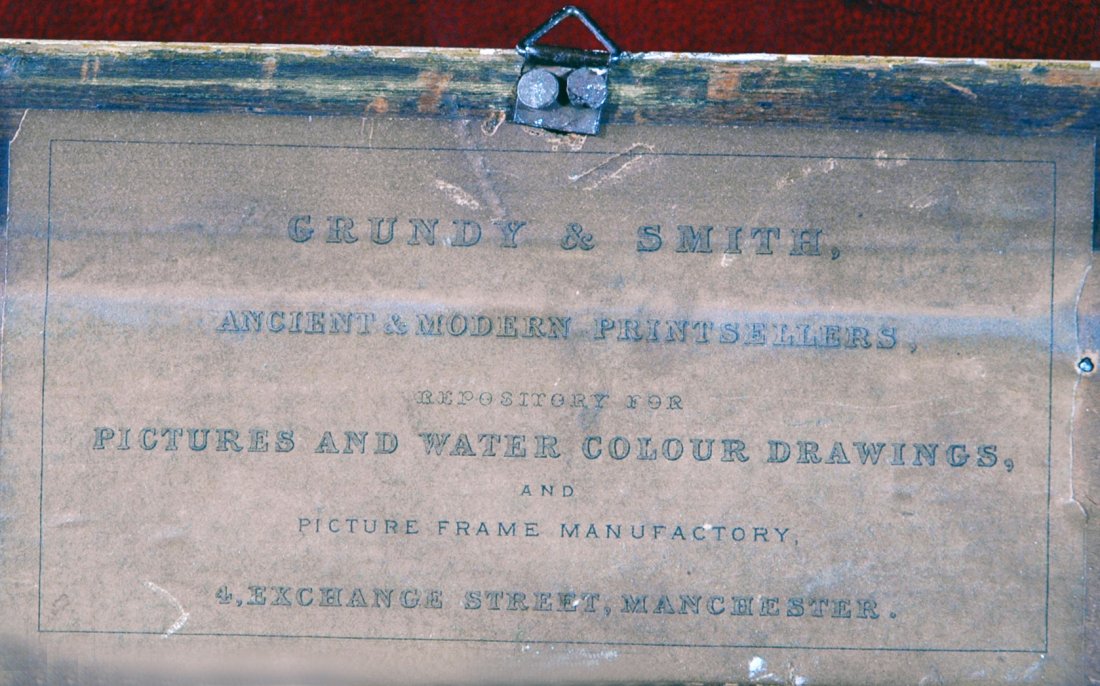 GRUNDY & SMITH,
ANCIENT & MODERN PRINTSELLERS,
REPOSITORY FOR
PICTURES AND WATER COLOUR DRAWINGS,
AND
PICTURE FRAME MANUFACTORY,
4, EXCHANGE STREET, MANCHESTER.